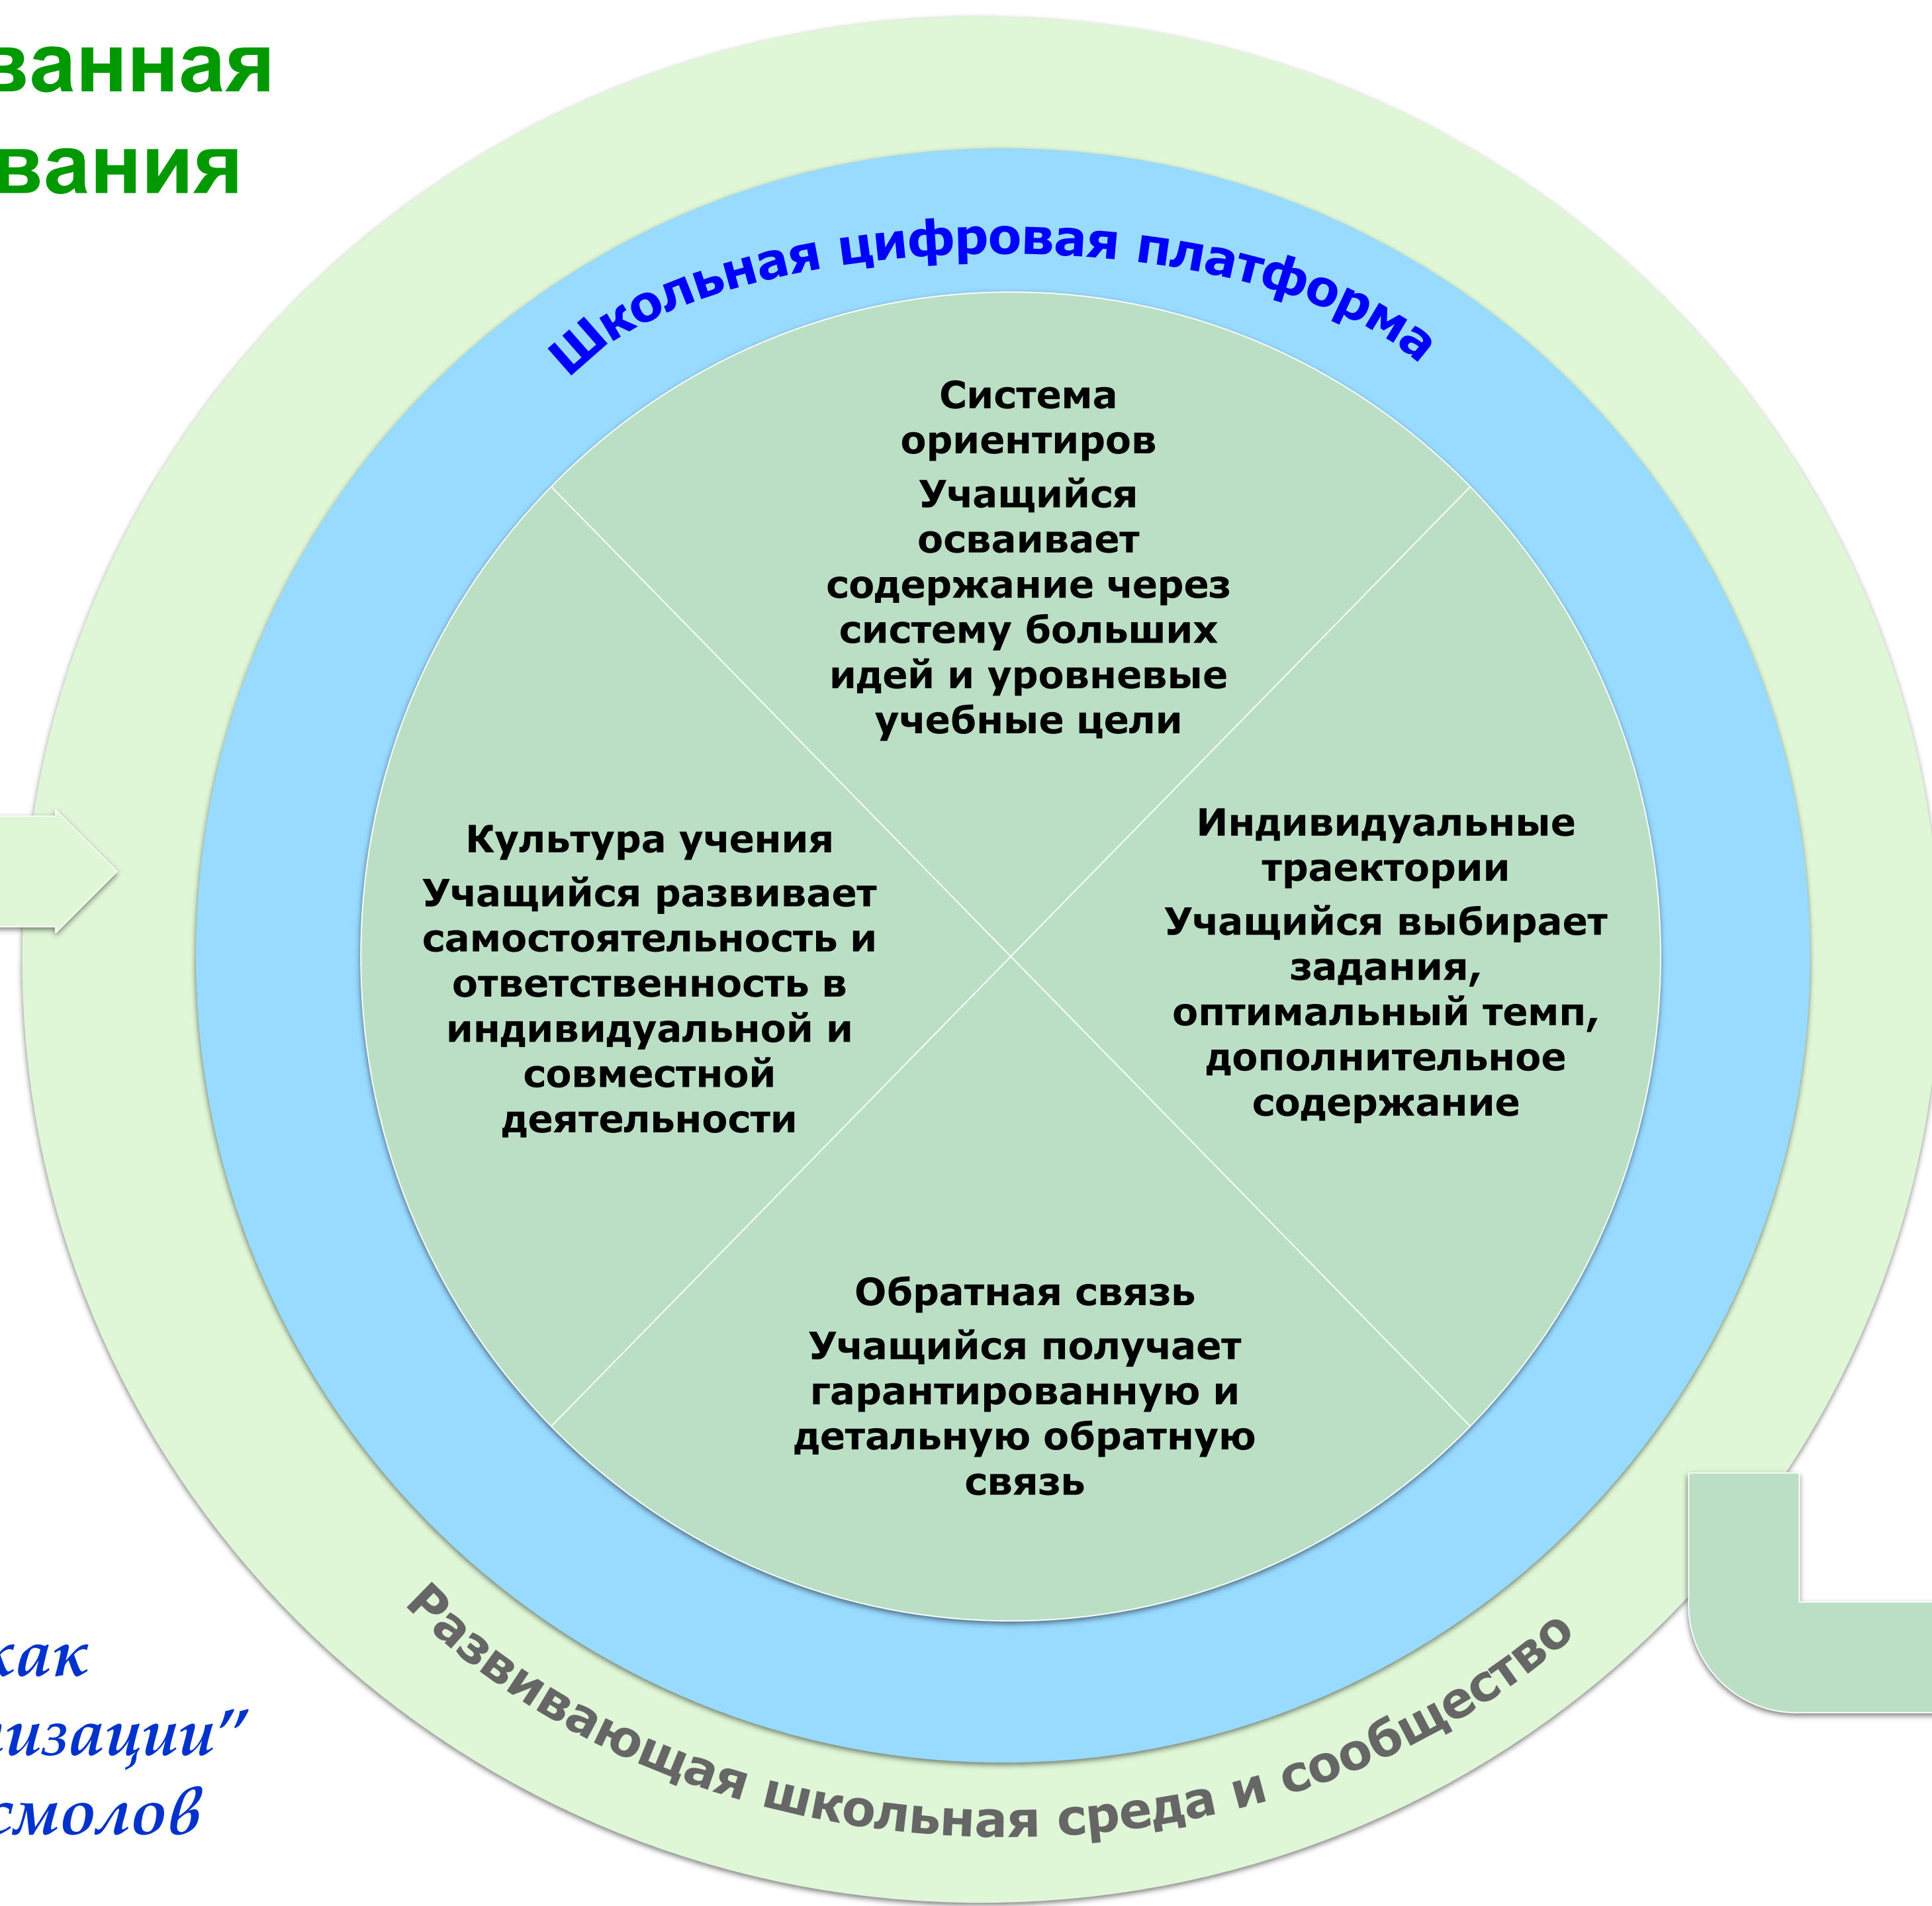 ванная
вания
Школьная цифровая платформа
Система
ориентиров
Учащийся
осваивает
содержание через
систему больших
идей и уровневые
учебные цели
Культура учения
Учащийся развивает
самостоятельность и
ответственность в
индивидуальной и
совместной
деятельности
Индивидуальные
траектории
Учащийся выбирает
задания,
оптимальный темп,
дополнительное
содержание
Обратная связь
Учащийся получает
гарантированную и
детальную обратную
связь
Развивающая школьная среда и сообщество
как
изации”
смолов